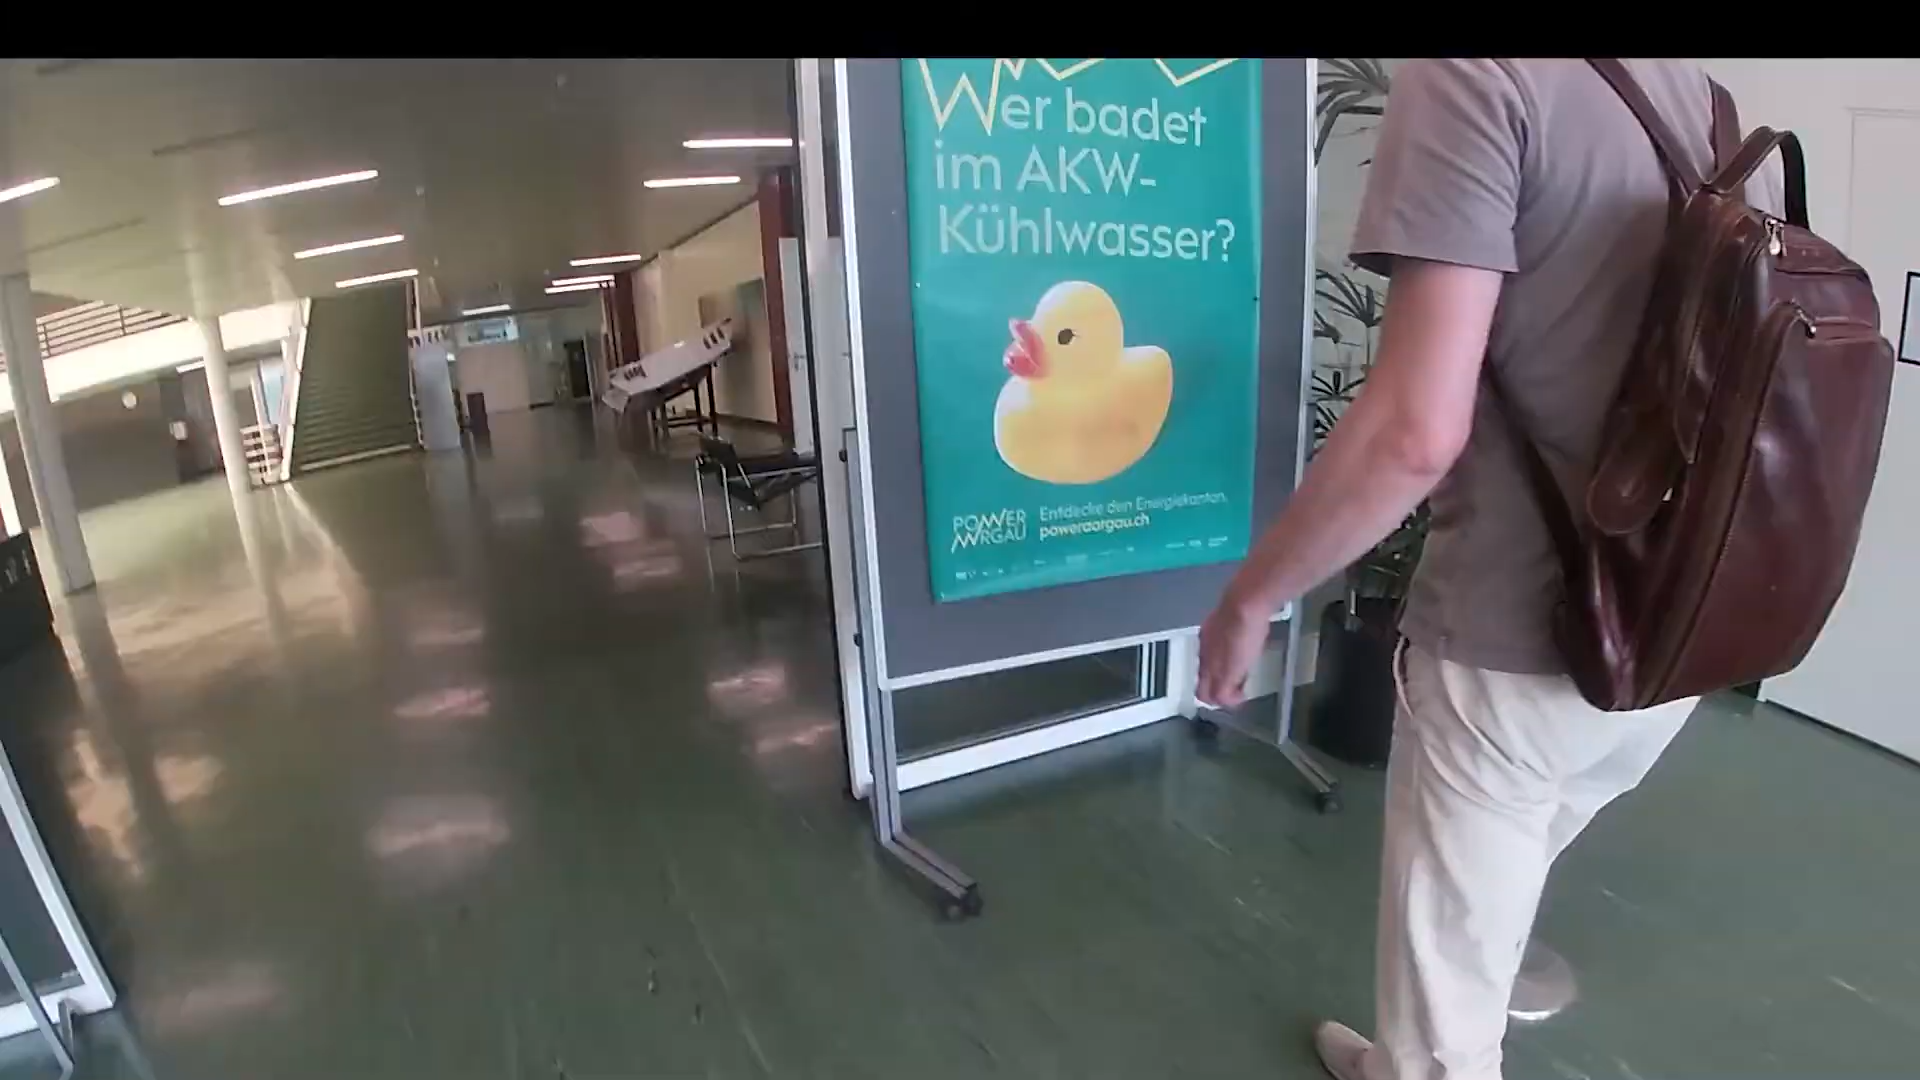 Wer badet
im AKW-
Kühlwasser?
POWER
AARGAU
Entdecke den Energiekanton.
poweraargau.ch